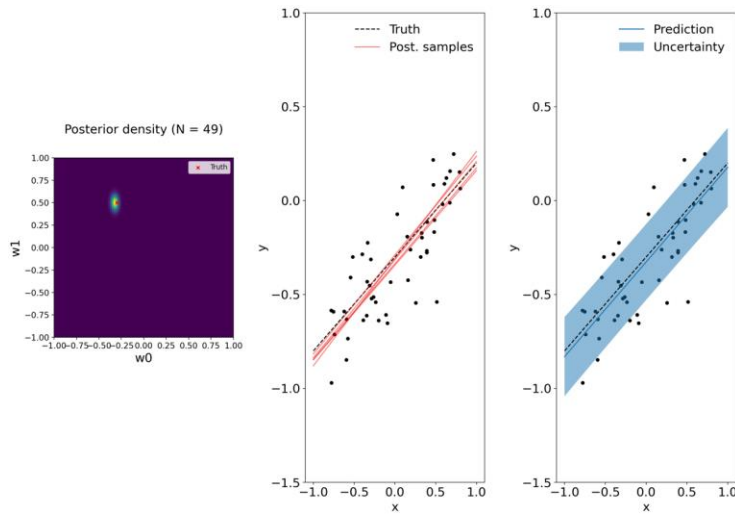 Posterior density (N = 49)
Truth
w1
1.00
0.75
0.50
0.25
0.00
−0.25
−0.50
−0.75
−1.00
−1.00−0.75−0.50−0.25 0.00 0.25 0.50 0.75 1.00
w0
Truth
Post. samples
y
1.0
0.5
0.0
−0.5
−1.0
−1.5
−1.0 −0.5 0.0 0.5 1.0
x
Prediction
Uncertainty
y
1.0
0.5
0.0
−0.5
−1.0
−1.5
−1.0 −0.5 0.0 0.5 1.0
x